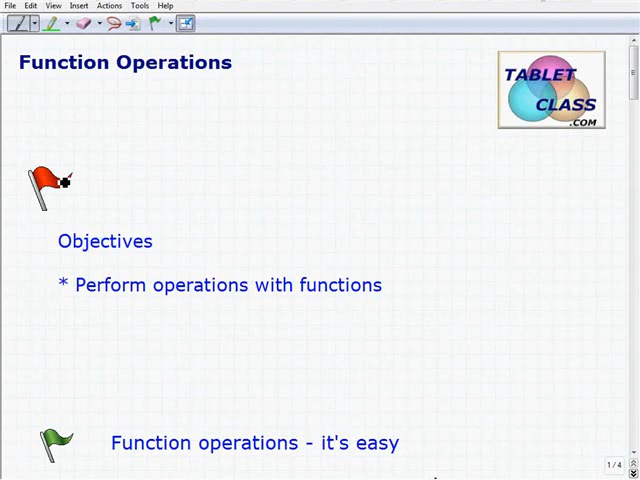 File Edit View Insert Actions Tools Help
Function Operations
TABLET
CLASS
.COM
Objectives
* Perform operations with functions
Function operations - it's easy
1 / 4